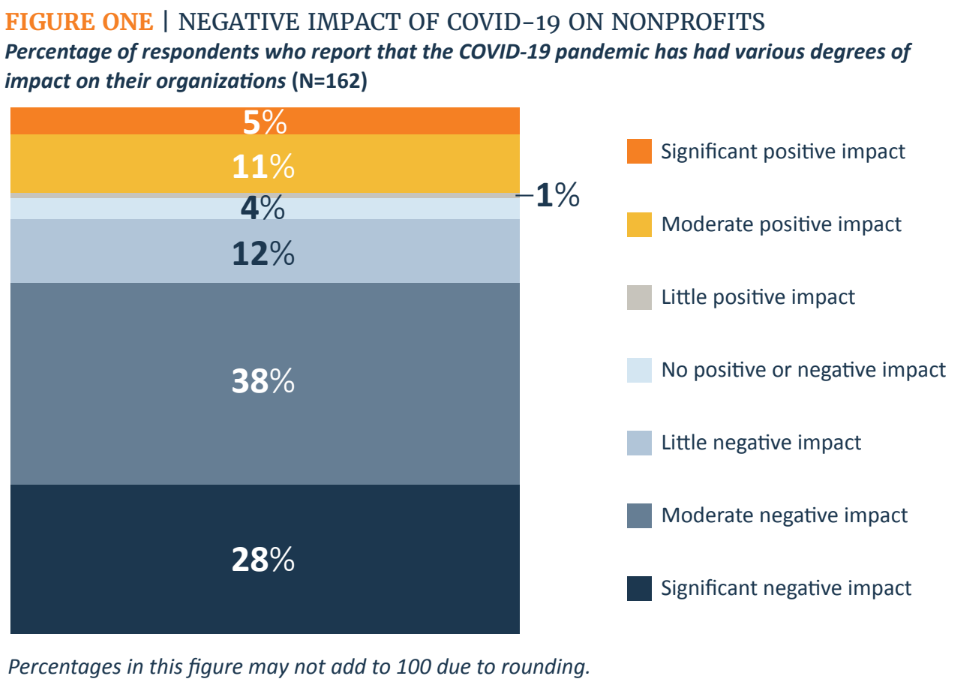 FIGURE ONE | NEGATIVE IMPACT OF COVID-19 ON NONPROFITS
Percentage of respondents who report that the COVID-19 pandemic has had various degrees of
impact on their organizations (N=162)
5%
11%
1%
4%
12%
38%
28%
Significant positive impact
Moderate positive impact
Little positive impact
No positive or negative impact
Little negative impact
Moderate negative impact
Significant negative impact
Percentages in this figure may not add to 100 due to rounding.